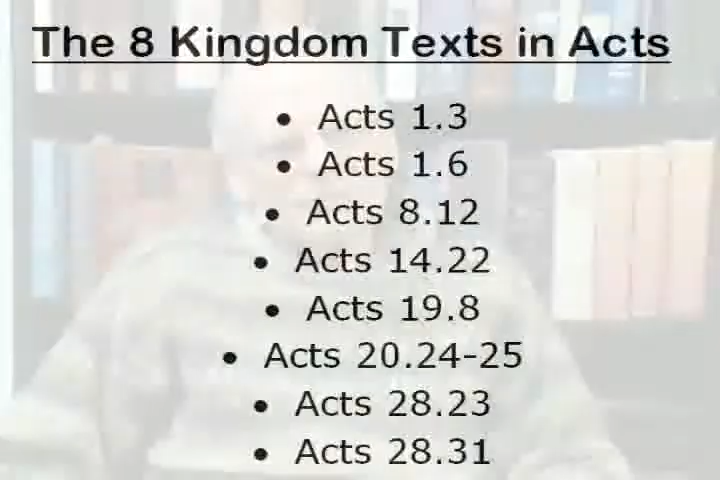 The 8 Kingdom Texts in Acts
• Acts 1.3
• Acts 1.6
• Acts 8.12
• Acts 14.22
• Acts 19.8
• Acts 20.24-25
• Acts 28.23
• Acts 28.31